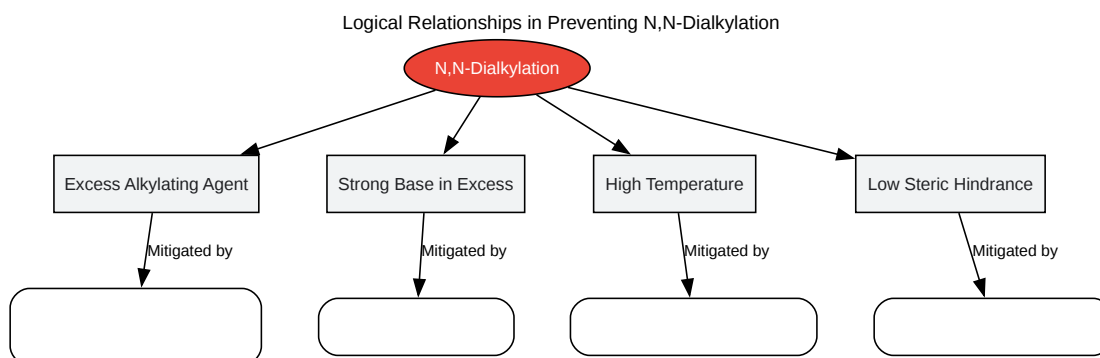 Logical Relationships in Preventing N,N-Dialkylation
N,N-Dialkylation
Excess Alkylating Agent
Strong Base in Excess
High Temperature
Low Steric Hindrance
Mitigated by
Mitigated by
Mitigated by
Mitigated by